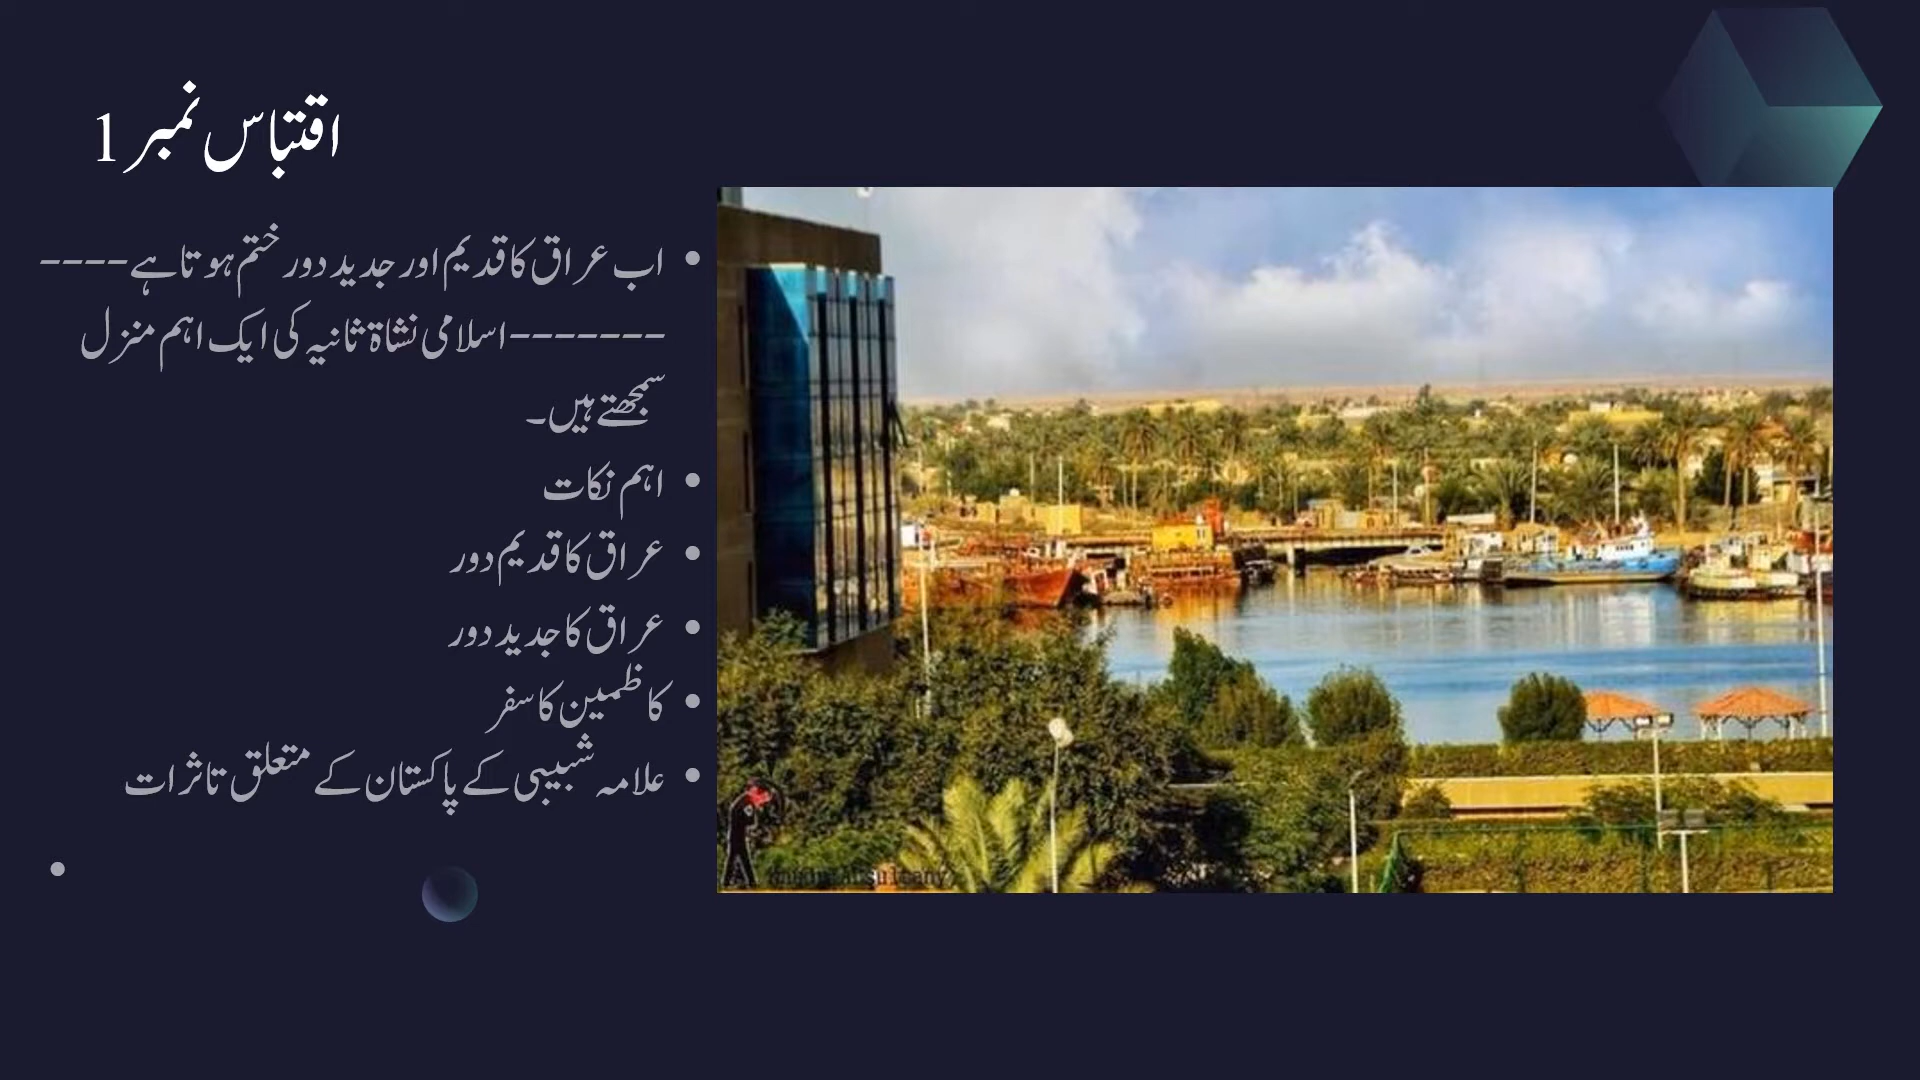 اقتباس نمبر 1
• اب عراق کا قدیم اور جدید دور ختم ہوتا ہے----
-------اسلامی نشاۃ ثانیہ کی ایک اہم منزل
سمجھتے ہیں۔
• اہم نکات
• عراق کا قدیم دور
• عراق کا جدید دور
• کاظمین کا سفر
• علامہ شبیبی کے پاکستان کے متعلق تاثرات